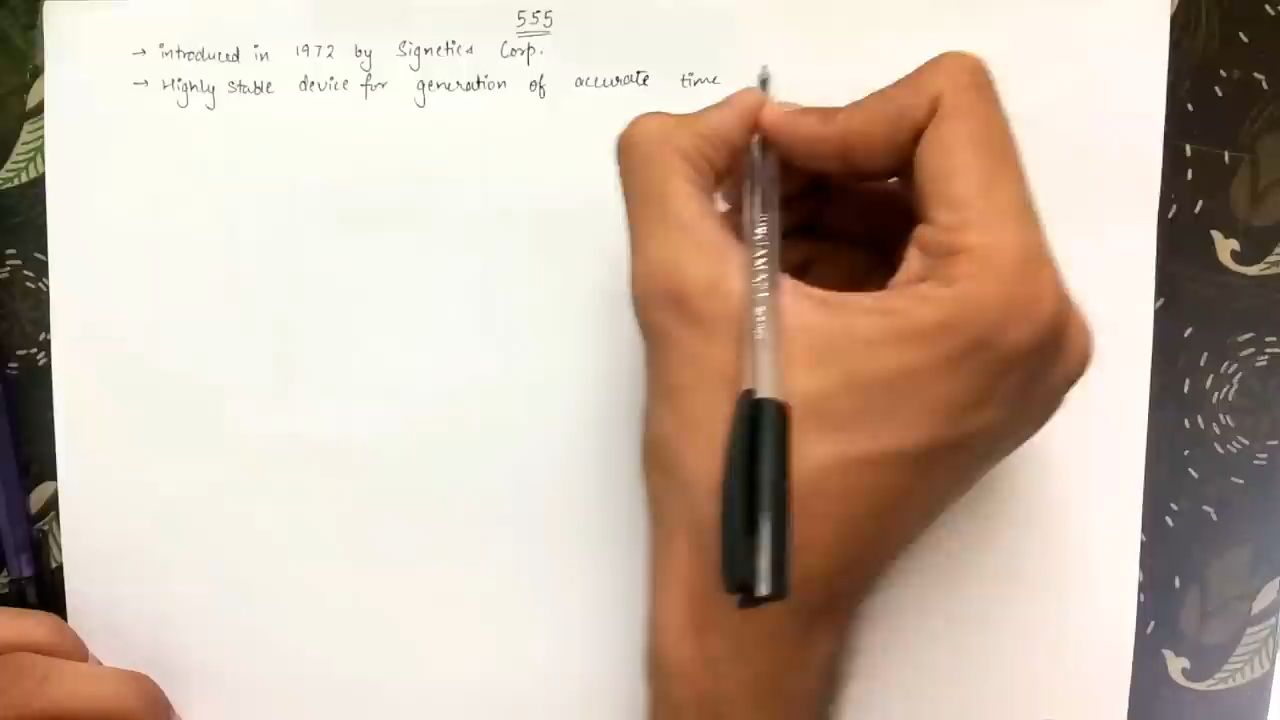 555
→ introduced in 1972 by Signetics Corp.
→ Highly stable device for generation of accurate time